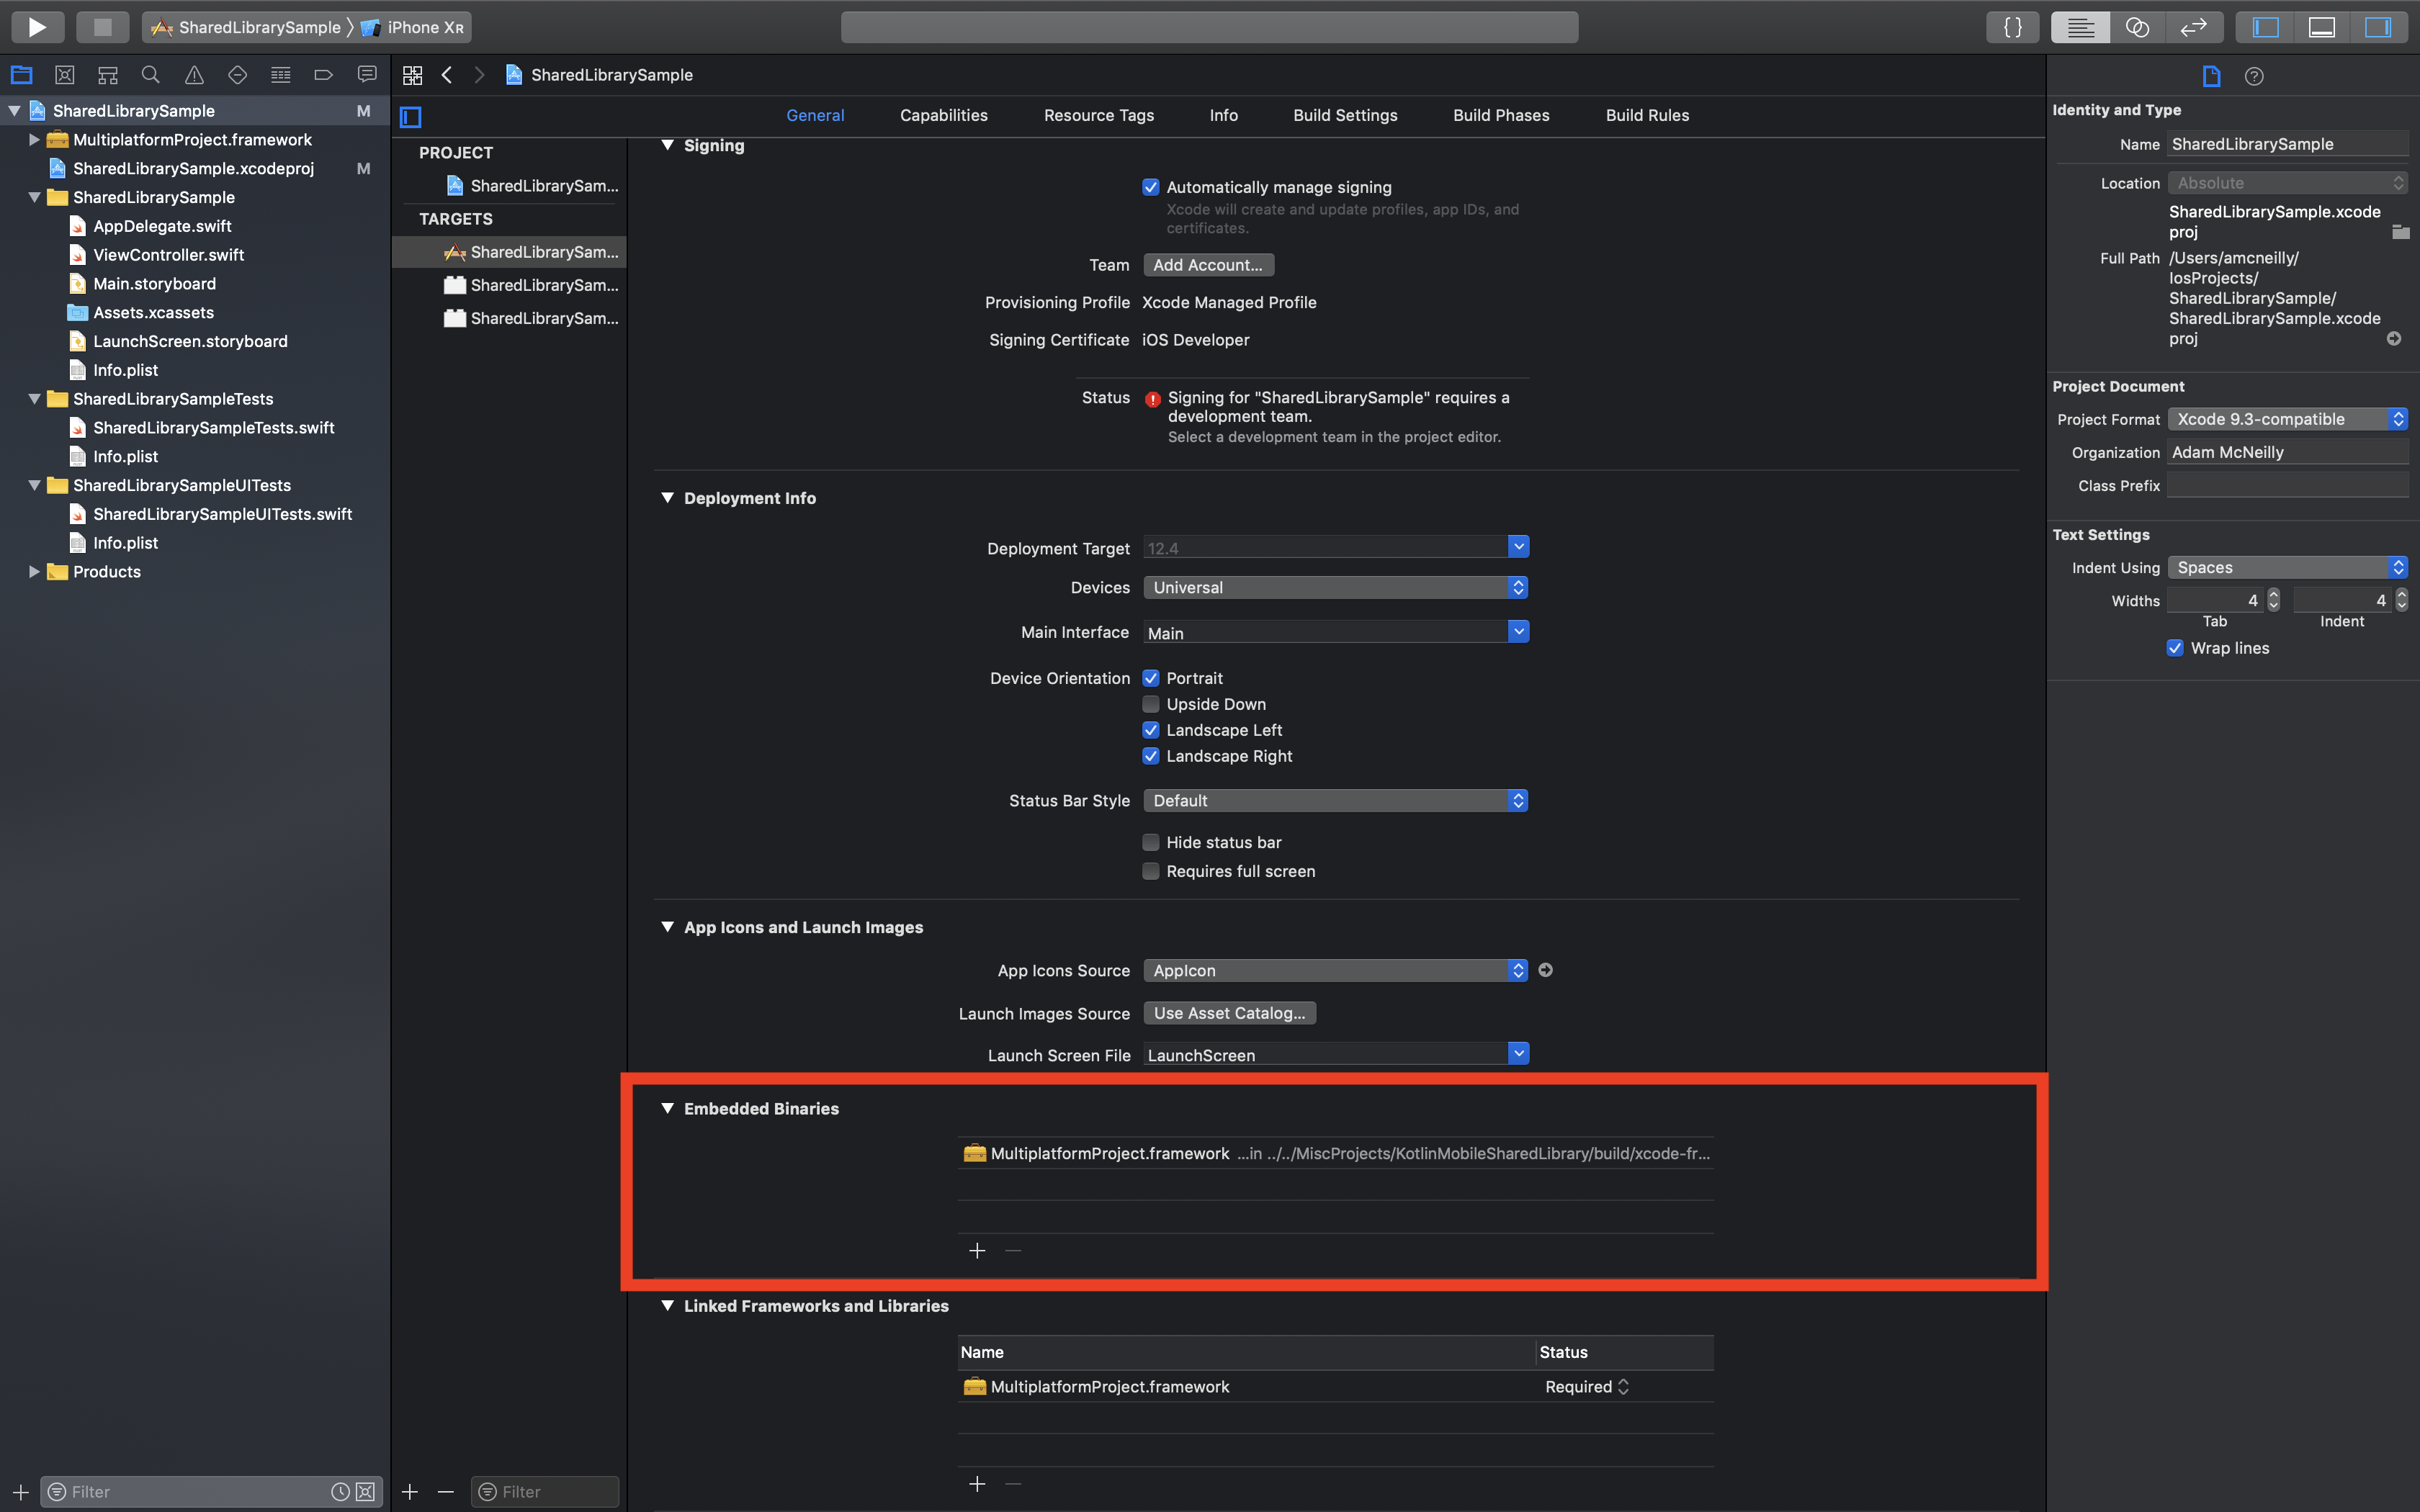 SharedLibrarySample
iPhone XR
{ }
SharedLibrarySample M
MultiplatformProject.framework
SharedLibrarySample.xcodeproj M
SharedLibrarySample
AppDelegate.swift
ViewController.swift
Main.storyboard
Assets.xcassets
LaunchScreen.storyboard
Info.plist
SharedLibrarySampleTests
SharedLibrarySampleTests.swift
Info.plist
SharedLibrarySampleUITests
SharedLibrarySampleUITests.swift
Info.plist
Products
Filter
SharedLibrarySample
General Capabilities Resource Tags Info Build Settings Build Phases Build Rules
PROJECT
SharedLibrarySam...
TARGETS
SharedLibrarySam...
SharedLibrarySam...
SharedLibrarySam...
Filter
Signing
Automatically manage signing
Xcode will create and update profiles, app IDs, and
certificates.
Team Add Account...
Provisioning Profile Xcode Managed Profile
Signing Certificate iOS Developer
Status Signing for "SharedLibrarySample" requires a
development team.
Select a development team in the project editor.
Deployment Info
Deployment Target 12.4
Devices Universal
Main Interface Main
Device Orientation Portrait
Upside Down
Landscape Left
Landscape Right
Status Bar Style Default
Hide status bar
Requires full screen
App Icons and Launch Images
App Icons Source AppIcon
Launch Images Source Use Asset Catalog...
Launch Screen File LaunchScreen
Embedded Binaries
MultiplatformProject.framework ...in ../../MiscProjects/KotlinMobileSharedLibrary/build/xcode-fr...
Linked Frameworks and Libraries
Name Status
MultiplatformProject.framework Required
Identity and Type
Name SharedLibrarySample
Location Absolute
SharedLibrarySample.xcode
proj
Full Path /Users/amcneilly/
IosProjects/
SharedLibrarySample/
SharedLibrarySample.xcode
proj
Project Document
Project Format Xcode 9.3-compatible
Organization Adam McNeilly
Class Prefix
Text Settings
Indent Using Spaces
Widths 4 4
Tab Indent
Wrap lines